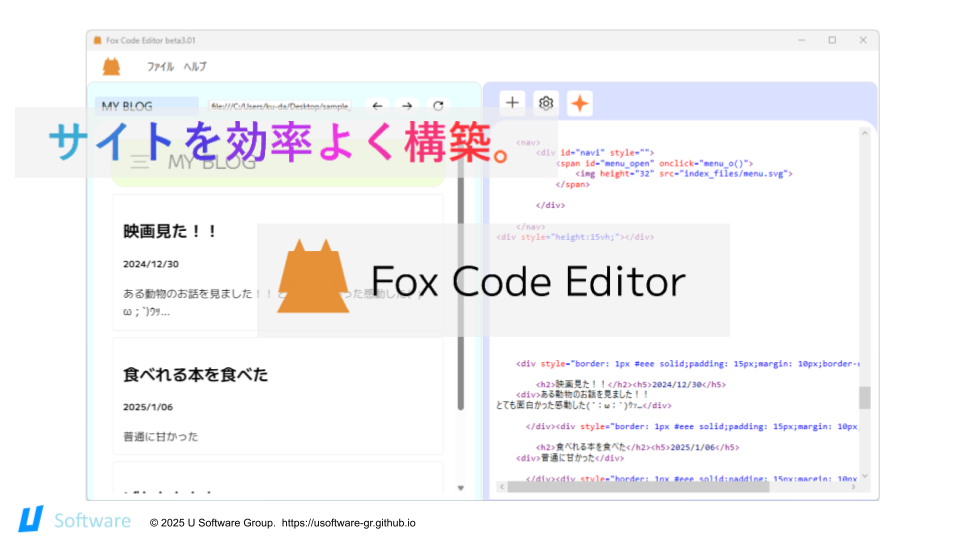 Fox Code Editor beta3.01
ファイル ヘルプ
MY BLOG
file:///C:/Users/ku-da/Desktop/sample_
サイトを効率よく構築。
MY BLOG
映画見た！！
2024/12/30
ある動物のお話を見ました！！
った感動した
ω；`)ｳｯ...
食べれる本を食べた
2025/1/06
普通に甘かった
<nav>
<div id="navi" style="">
<span id="menu_open" onclick="menu_o()">
<img height="32" src="index_files/menu.svg">
</span>
</div>
</nav>
<div style="height:15vh;"></div>
Fox Code Editor
<div style="border: 1px #eee solid;padding: 15px;margin: 10px;border-
<h2>映画見た！！</h2><h5>2024/12/30</h5>
<div>ある動物のお話を見ました！！
とても面白かった感動した(´；ω；`)ｳｯ…</div>
</div><div style="border: 1px #eee solid;padding: 15px;margin: 10px
<h2>食べれる本を食べた</h2><h5>2025/1/06</h5>
<div>普通に甘かった</div>
</div><div style="border: 1px #eee solid;padding: 15px;margin: 10px
U Software
© 2025 U Software Group. https://usoftware-gr.github.io